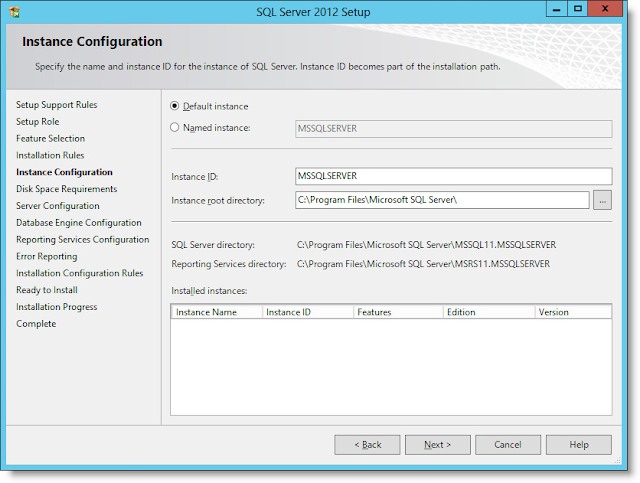 SQL Server 2012 Setup
Instance Configuration
Specify the name and instance ID for the instance of SQL Server. Instance ID becomes part of the installation path.
Setup Support Rules
Setup Role
Feature Selection
Installation Rules
Instance Configuration
Disk Space Requirements
Server Configuration
Database Engine Configuration
Reporting Services Configuration
Error Reporting
Installation Configuration Rules
Ready to Install
Installation Progress
Complete
Default instance
Named instance: MSSQLSERVER
Instance ID: MSSQLSERVER
Instance root directory: C:\Program Files\Microsoft SQL Server\ ...
SQL Server directory: C:\Program Files\Microsoft SQL Server\MSSQL11.MSSQLSERVER
Reporting Services directory: C:\Program Files\Microsoft SQL Server\MSRS11.MSSQLSERVER
Installed instances:
Instance Name Instance ID Features Edition Version
< Back Next > Cancel Help